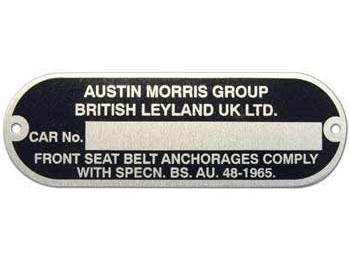 AUSTIN MORRIS GROUP
BRITISH LEYLAND UK LTD.
CAR No.
FRONT SEAT BELT ANCHORAGES COMPLY
WITH SPECN. BS. AU. 48-1965.